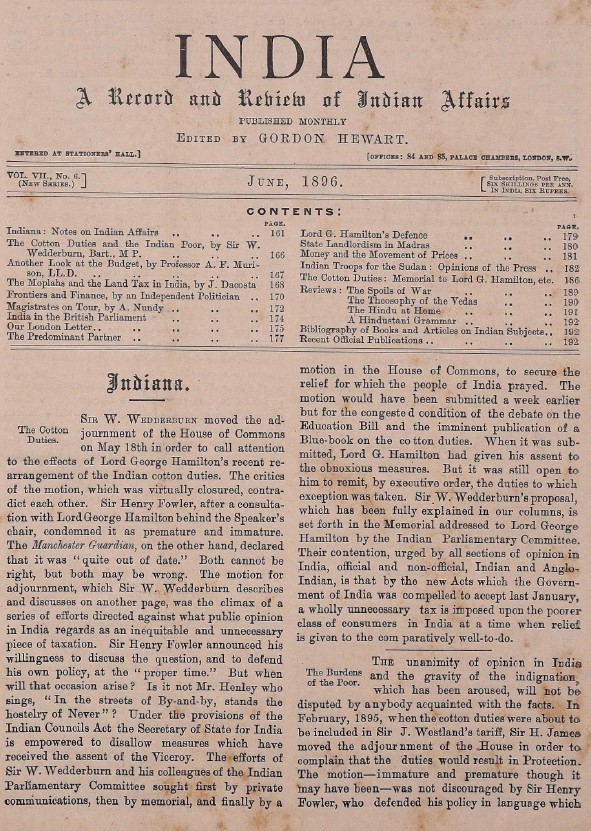 INDIA
A Record and Review of Indian Affairs
PUBLISHED MONTHLY
EDITED BY GORDON HEWART.
ENTERED AT STATIONERS' HALL.]
[OFFICES: 84 AND 85, PALACE CHAMBERS, LONDON, S.W.
VOL. VII., No. 6.
(NEW SERIES.) ]
JUNE, 1896.
[ Subscription, Post Free,
SIX SHILLINGS PER ANN.
IN INDIA, SIX RUPEES.
CONTENTS:
PAGE.
Indiana: Notes on Indian Affairs .. .. .. 161
The Cotton Duties and the Indian Poor, by Sir W.
Wedderburn, Bart., M P. .. .. .. 166
Another Look at the Budget, by Professor A. F. Muri-
son, LL.D. .. .. .. .. .. 167
The Moplahs and the Land Tax in India, by J. Dacosta 168
Frontiers and Finance, by an Independent Politician .. 170
Magistrates on Tour, by A. Nundy .. .. .. 172
India in the British Parliament .. .. .. 174
Our London Letter.. .. .. .. .. 175
The Predominant Partner .. .. .. .. 177
PAGE.
Lord G. Hamilton's Defence .. .. .. 179
State Landlordism in Madras .. .. .. 180
Money and the Movement of Prices .. .. .. 181
Indian Troops for the Sudan: Opinions of the Press .. 182
The Cotton Duties: Memorial to Lord G. Hamilton, etc. 186
Reviews: The Spoils of War .. .. .. 189
The Theosophy of the Vedas .. .. 190
The Hindu at Home .. .. .. 191
A Hindustani Grammar .. .. .. 192
Bibliography of Books and Articles on Indian Subjects.. 192
Recent Official Publications .. .. .. .. 192
Indiana.
The Cotton
Duties.
SIR W. WEDDERBURN moved the ad-
journment of the House of Commons
on May 18th in order to call attention
to the effects of Lord George Hamilton's recent re-
arrangement of the Indian cotton duties. The critics
of the motion, which was virtually closured, contra-
dict each other. Sir Henry Fowler, after a consulta-
tion with Lord George Hamilton behind the Speaker's
chair, condemned it as premature and immature.
The Manchester Guardian, on the other hand, declared
that it was "quite out of date." Both cannot be
right, but both may be wrong. The motion for
adjournment, which Sir W. Wedderburn describes
and discusses on another page, was the climax of a
series of efforts directed against what public opinion
in India regards as an inequitable and unnecessary
piece of taxation. Sir Henry Fowler announced his
willingness to discuss the question, and to defend
his own policy, at the "proper time." But when
will that occasion arise? Is it not Mr. Henley who
sings, "In the streets of By-and-by, stands the
hostelry of Never"? Under the provisions of the
Indian Councils Act the Secretary of State for India
is empowered to disallow measures which have
received the assent of the Viceroy. The efforts of
Sir W. Wedderburn and his colleagues of the Indian
Parliamentary Committee sought first by private
communications, then by memorial, and finally by a
motion in the House of Commons, to secure the
relief for which the people of India prayed. The
motion would have been submitted a week earlier
but for the congested condition of the debate on the
Education Bill and the imminent publication of a
Blue-book on the cotton duties. When it was sub-
mitted, Lord G. Hamilton had given his assent to
the obnoxious measures. But it was still open to
him to remit, by executive order, the duties to which
exception was taken. Sir W. Wedderburn's proposal,
which has been fully explained in our columns, is
set forth in the Memorial addressed to Lord George
Hamilton by the Indian Parliamentary Committee.
Their contention, urged by all sections of opinion in
India, official and non-official, Indian and Anglo-
Indian, is that by the new Acts which the Govern-
ment of India was compelled to accept last January,
a wholly unnecessary tax is imposed upon the poorer
class of consumers in India at a time when relief
is given to the comparatively well-to-do.
The Burdens
of the Poor.
THE unanimity of opinion in India
and the gravity of the indignation,
which has been aroused, will not be
disputed by anybody acquainted with the facts. In
February, 1895, when the cotton duties were about to
be included in Sir J. Westland's tariff, Sir H. James
moved the adjournment of the House in order to
complain that the duties would result in Protection.
The motion—immature and premature though it
may have been—was not discouraged by Sir Henry
Fowler, who defended his policy in language which